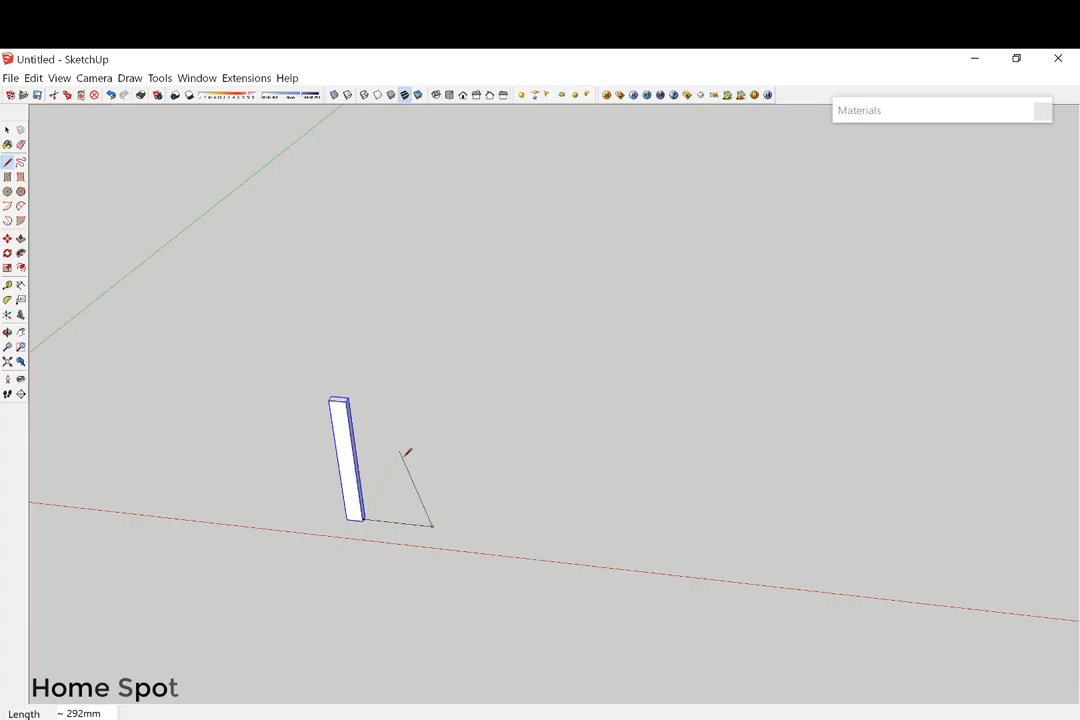 Untitled - SketchUp
File Edit View Camera Draw Tools Window Extensions Help
Materials
Home Spot
Length ~ 292mm